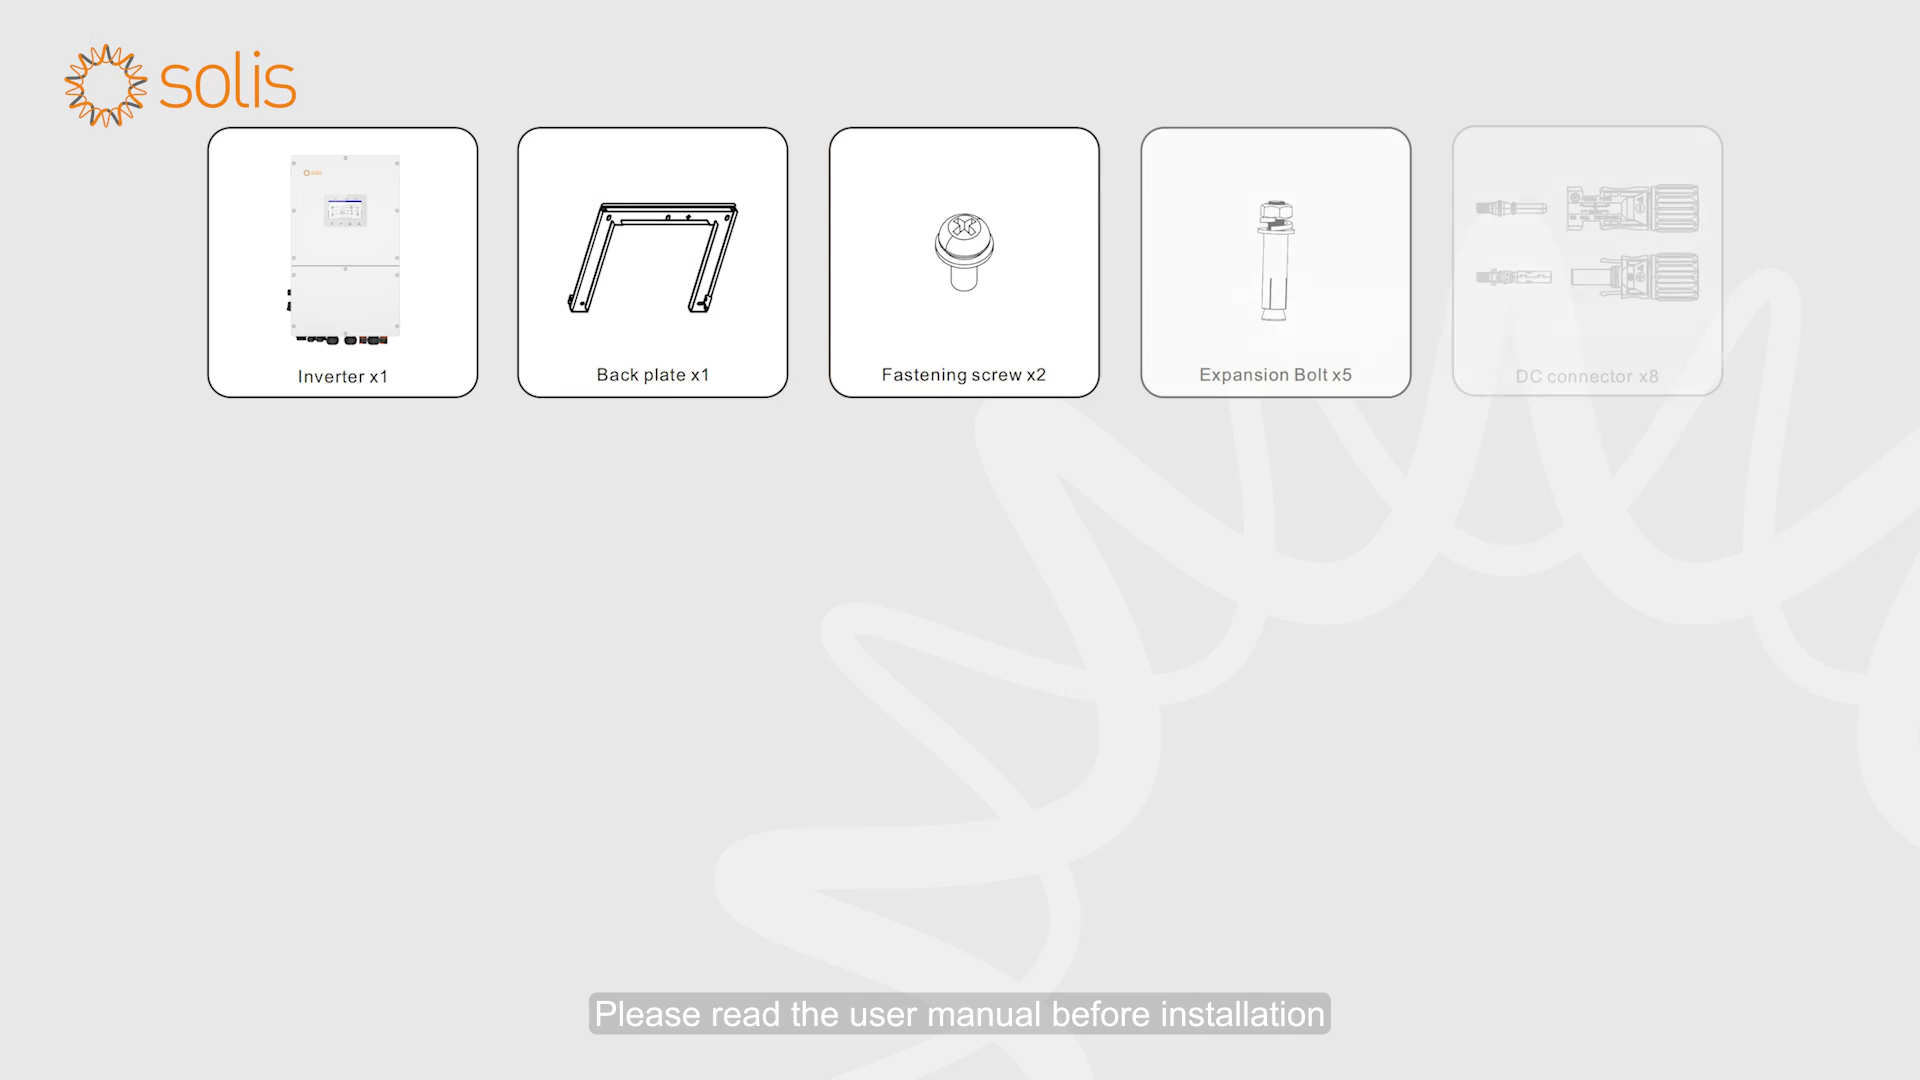 solis
Inverter x1
Back plate x1
Fastening screw x2
Expansion Bolt x5
DC connector x8
Please read the user manual before installation